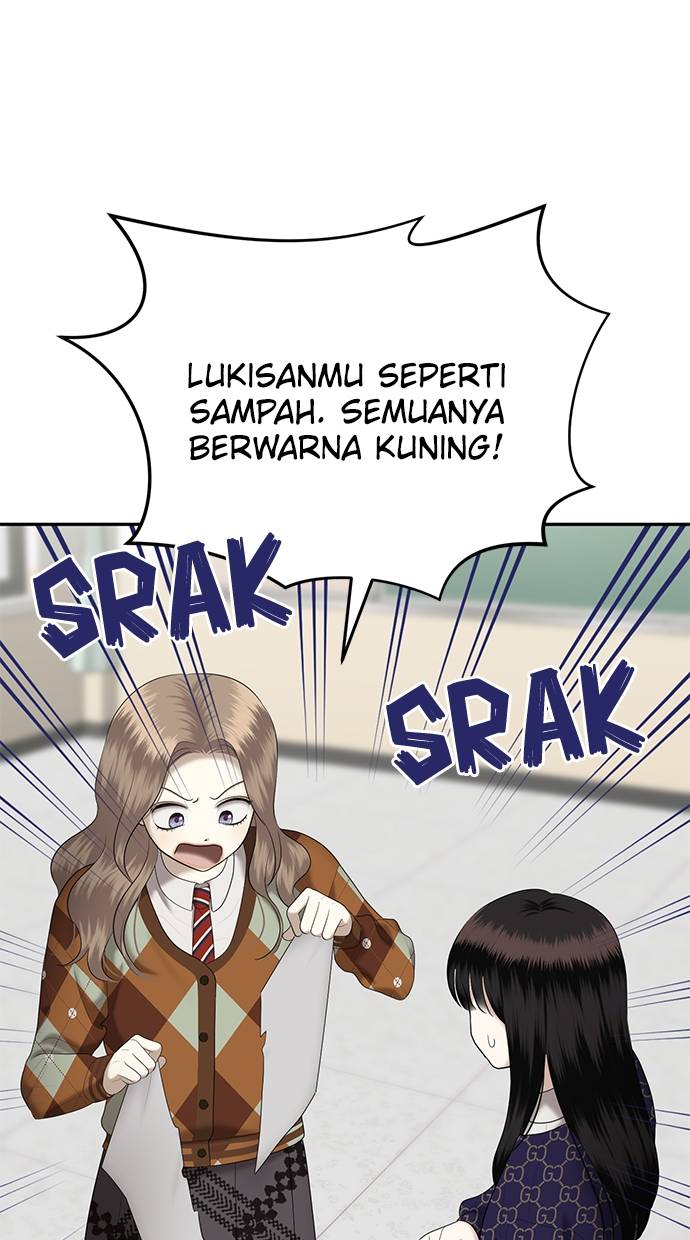 LUKISANMU SEPERTI
SAMPAH. SEMUANYA
BERWARNA KUNING!
SRAK
SRAK